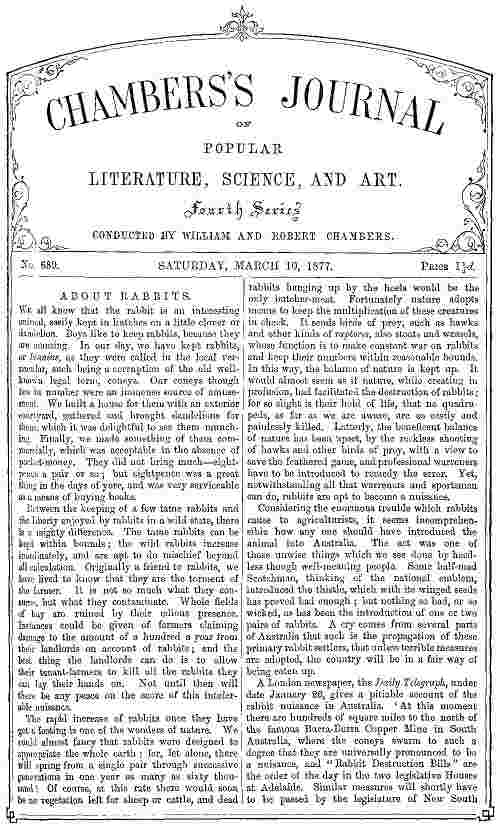 CHAMBERS'S JOURNAL
OF
POPULAR
LITERATURE, SCIENCE, AND ART.
Fourth Series
CONDUCTED BY WILLIAM AND ROBERT CHAMBERS.
No. 689.
SATURDAY, MARCH 10, 1877.
PRICE 1½d.
ABOUT RABBITS.
We all know that the rabbit is an interesting
animal, easily kept in hutches on a little clover or
dandelion. Boys like to keep rabbits, because they
are amusing. In our day, we have kept rabbits,
or kunnies, as they were called in the local ver-
nacular, such being a corruption of the old well-
known legal term, coneys. Our coneys though
few in number were an immense source of amuse-
ment. We built a house for them with an exterior
courtyard, gathered and brought dandelions for
them, which it was delightful to see them munch-
ing. Finally, we made something of them com-
mercially, which was acceptable in the absence of
pocket-money. They did not bring much—eight-
pence a pair or so; but eightpence was a great
thing in the days of yore, and was very serviceable
as a means of buying books.
Between the keeping of a few tame rabbits and
the liberty enjoyed by rabbits in a wild state, there
is a mighty difference. The tame rabbits can be
kept within bounds; the wild rabbits increase
inordinately, and are apt to do mischief beyond
all calculation. Originally a friend to rabbits, we
have lived to know that they are the torment of
the farmer. It is not so much what they con-
sume, but what they contaminate. Whole fields
of hay are ruined by their odious presence.
Instances could be given of farmers claiming
damage to the amount of a hundred a year from
their landlords on account of rabbits; and the
best thing the landlords can do is to allow
their tenant-farmers to kill all the rabbits they
can lay their hands on. Not until then will
there be any peace on the score of this intoler-
able nuisance.
The rapid increase of rabbits once they have
got a footing is one of the wonders of nature. We
could almost fancy that rabbits were designed to
appropriate the whole earth; for, let alone, there
will spring from a single pair through successive
generations in one year as many as sixty thou-
sand! Of course, at this rate there would soon
be no vegetation left for sheep or cattle, and dead
rabbits hanging up by the heels would be the
only butcher-meat. Fortunately nature adopts
means to keep the multiplication of these creatures
in check. It sends birds of prey, such as hawks
and other kinds of raptores, also stoats and weasels,
whose function is to make constant war on rabbits
and keep their numbers within reasonable bounds.
In this way, the balance of nature is kept up. It
would almost seem as if nature, while creating in
profusion, had facilitated the destruction of rabbits;
for so slight is their hold of life, that no quadru-
peds, as far as we are aware, are so easily and
painlessly killed. Latterly, the beneficent balance
of nature has been upset, by the reckless shooting
of hawks and other birds of prey, with a view to
save the feathered game, and professional warreners
have to be introduced to remedy the error. Yet,
notwithstanding all that warreners and sportsmen
can do, rabbits are apt to become a nuisance.
Considering the enormous trouble which rabbits
cause to agriculturists, it seems incomprehen-
sible how any one should have introduced the
animal into Australia. The act was one of
those unwise things which we see done by heed-
less though well-meaning people. Some half-mad
Scotchman, thinking of the national emblem,
introduced the thistle, which with its winged seeds
has proved bad enough; but nothing so bad, or so
wicked, as has been the introduction of one or two
pairs of rabbits. A cry comes from several parts
of Australia that such is the propagation of these
primary rabbit settlers, that unless terrible measures
are adopted, the country will be in a fair way of
being eaten up.
A London newspaper, the Daily Telegraph, under
date January 26, gives a pitiable account of the
rabbit nuisance in Australia. 'At this moment
there are hundreds of square miles to the north of
the famous Burra-Burra Copper Mine in South
Australia, where the coneys swarm to such a
degree that they are universally pronounced to be
a nuisance, and "Rabbit Destruction Bills" are
the order of the day in the two legislative Houses
at Adelaide. Similar measures will shortly have
to be passed by the legislature of New South